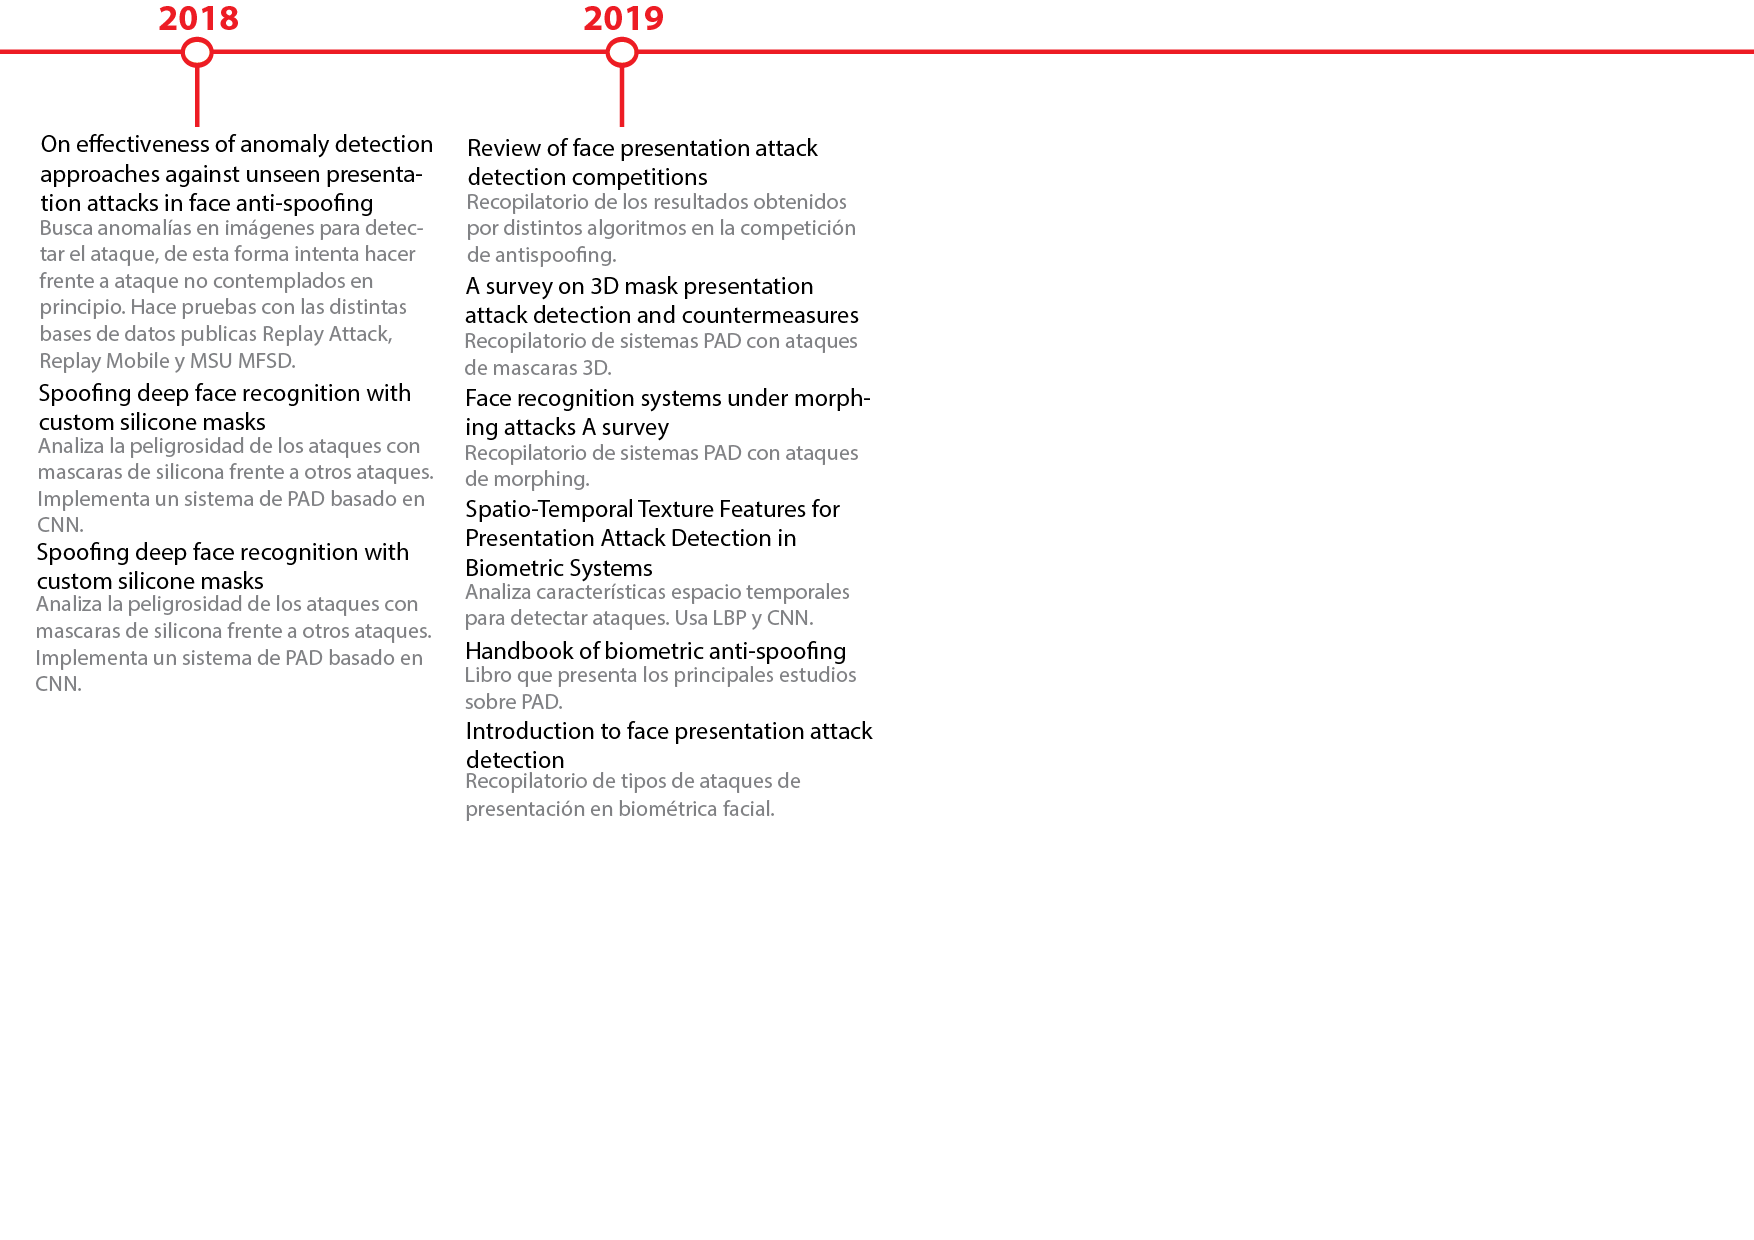 2018
On effectiveness of anomaly detection
approaches against unseen presenta-
tion attacks in face anti-spoofing
Busca anomalías en imágenes para detec-
tar el ataque, de esta forma intenta hacer
frente a ataque no contemplados en
principio. Hace pruebas con las distintas
bases de datos publicas Replay Attack,
Replay Mobile y MSU MFSD.
Spoofing deep face recognition with
custom silicone masks
Analiza la peligrosidad de los ataques con
mascaras de silicona frente a otros ataques.
Implementa un sistema de PAD basado en
CNN.
Spoofing deep face recognition with
custom silicone masks
Analiza la peligrosidad de los ataques con
mascaras de silicona frente a otros ataques.
Implementa un sistema de PAD basado en
CNN.
2019
Review of face presentation attack
detection competitions
Recopilatorio de los resultados obtenidos
por distintos algoritmos en la competición
de antispoofing.
A survey on 3D mask presentation
attack detection and countermeasures
Recopilatorio de sistemas PAD con ataques
de mascaras 3D.
Face recognition systems under morph-
ing attacks A survey
Recopilatorio de sistemas PAD con ataques
de morphing.
Spatio-Temporal Texture Features for
Presentation Attack Detection in
Biometric Systems
Analiza características espacio temporales
para detectar ataques. Usa LBP y CNN.
Handbook of biometric anti-spoofing
Libro que presenta los principales estudios
sobre PAD.
Introduction to face presentation attack
detection
Recopilatorio de tipos de ataques de
presentación en biométrica facial.